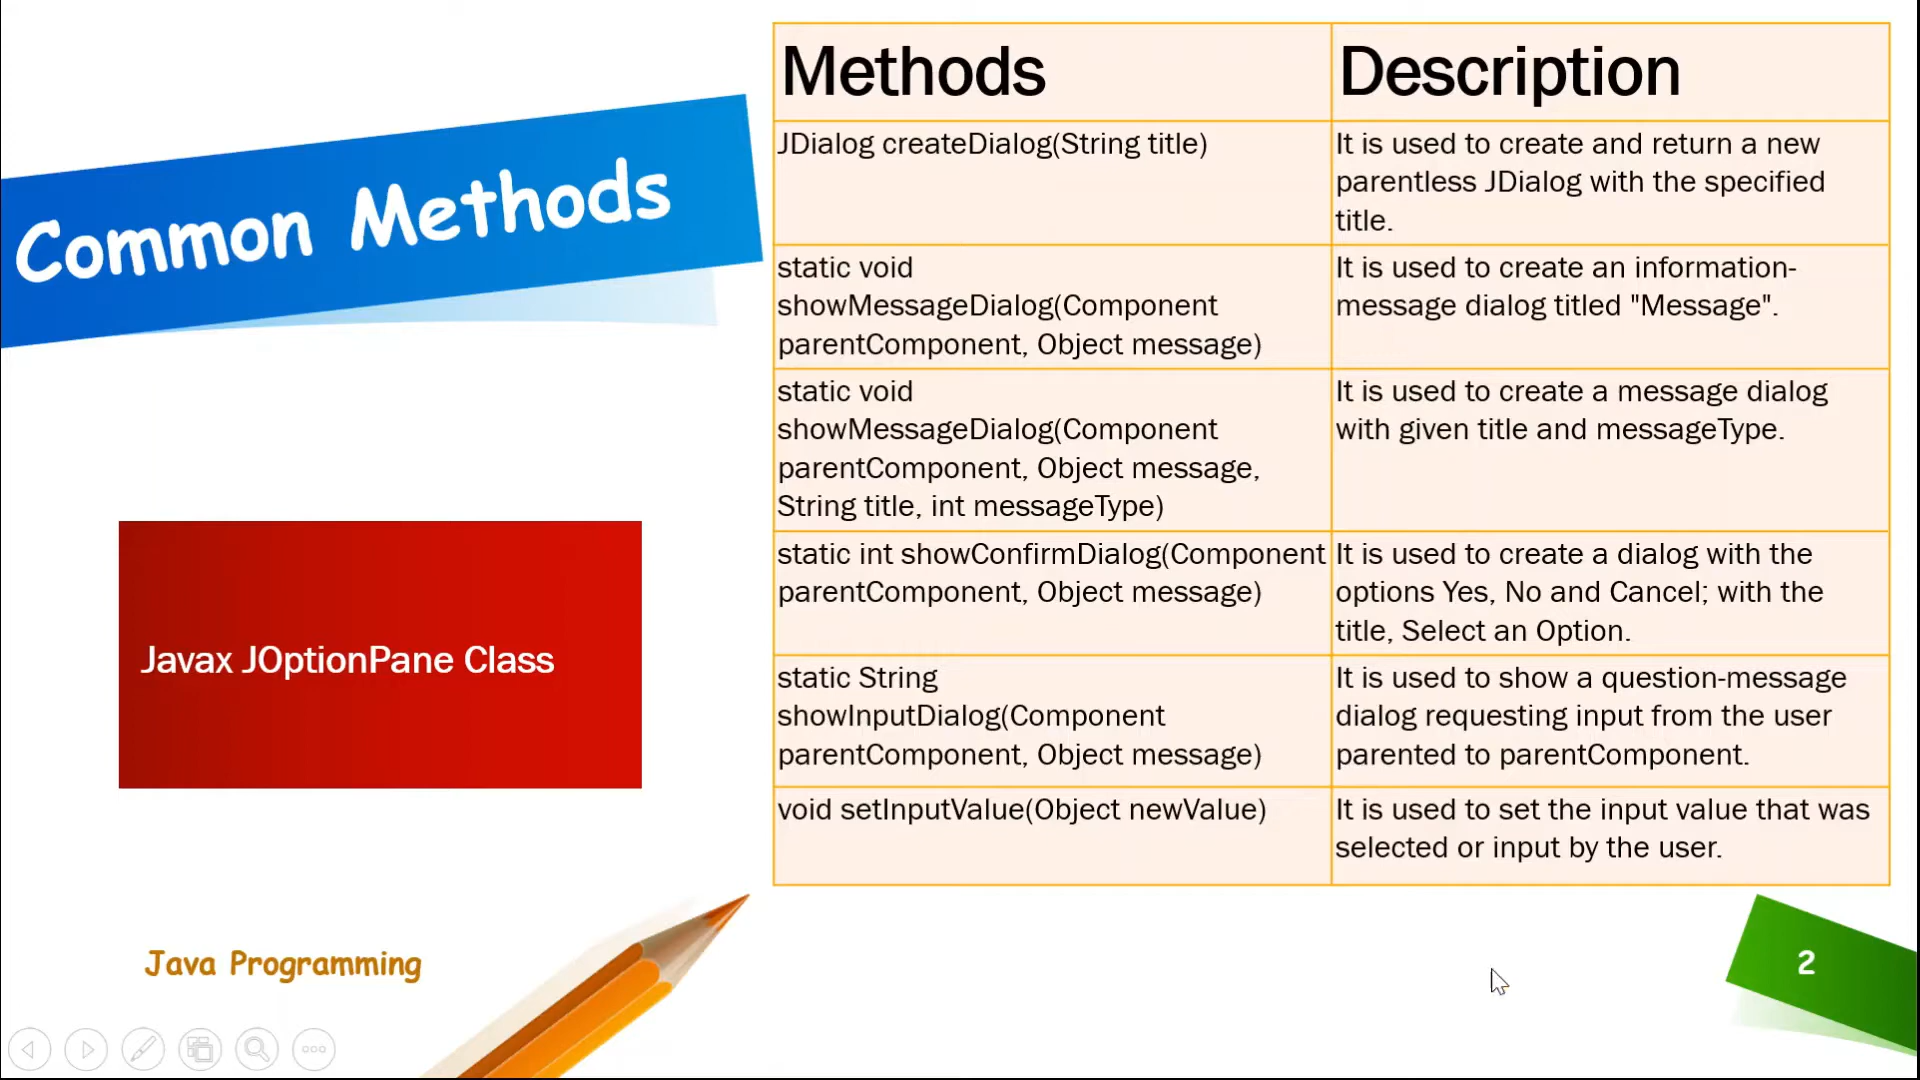 Common Methods
Javax JOptionPane Class
Java Programming
Methods
Description
JDialog createDialog(String title)
It is used to create and return a new
parentless JDialog with the specified
title.
static void
showMessageDialog(Component
parentComponent, Object message)
It is used to create an information-
message dialog titled "Message".
static void
showMessageDialog(Component
parentComponent, Object message,
String title, int messageType)
It is used to create a message dialog
with given title and messageType.
static int showConfirmDialog(Component
parentComponent, Object message)
It is used to create a dialog with the
options Yes, No and Cancel; with the
title, Select an Option.
static String
showInputDialog(Component
parentComponent, Object message)
It is used to show a question-message
dialog requesting input from the user
parented to parentComponent.
void setInputValue(Object newValue)
It is used to set the input value that was
selected or input by the user.
2